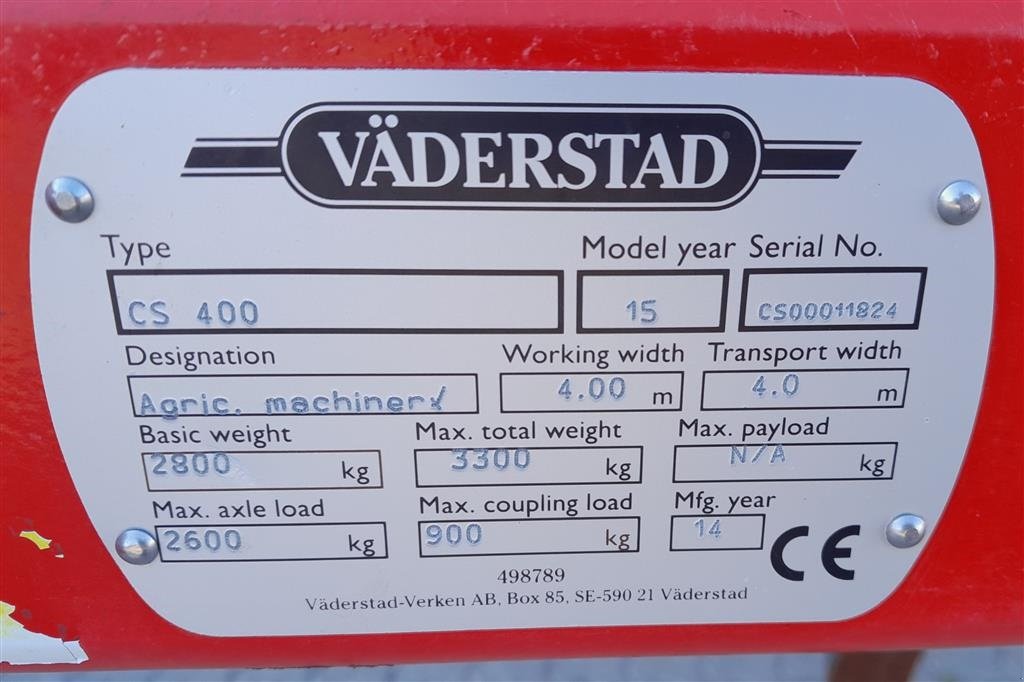 VÄDERSTAD
Type Model year Serial No.
CS 400 15 CS00011824
Designation Working width Transport width
Agric. machinery 4.00 m 4.0 m
Basic weight Max. total weight Max. payload
2800 kg 3300 kg N/A kg
Max. axle load Max. coupling load Mfg. year
2600 kg 900 kg 14 CE
498789
Väderstad-Verken AB, Box 85, SE-590 21 Väderstad